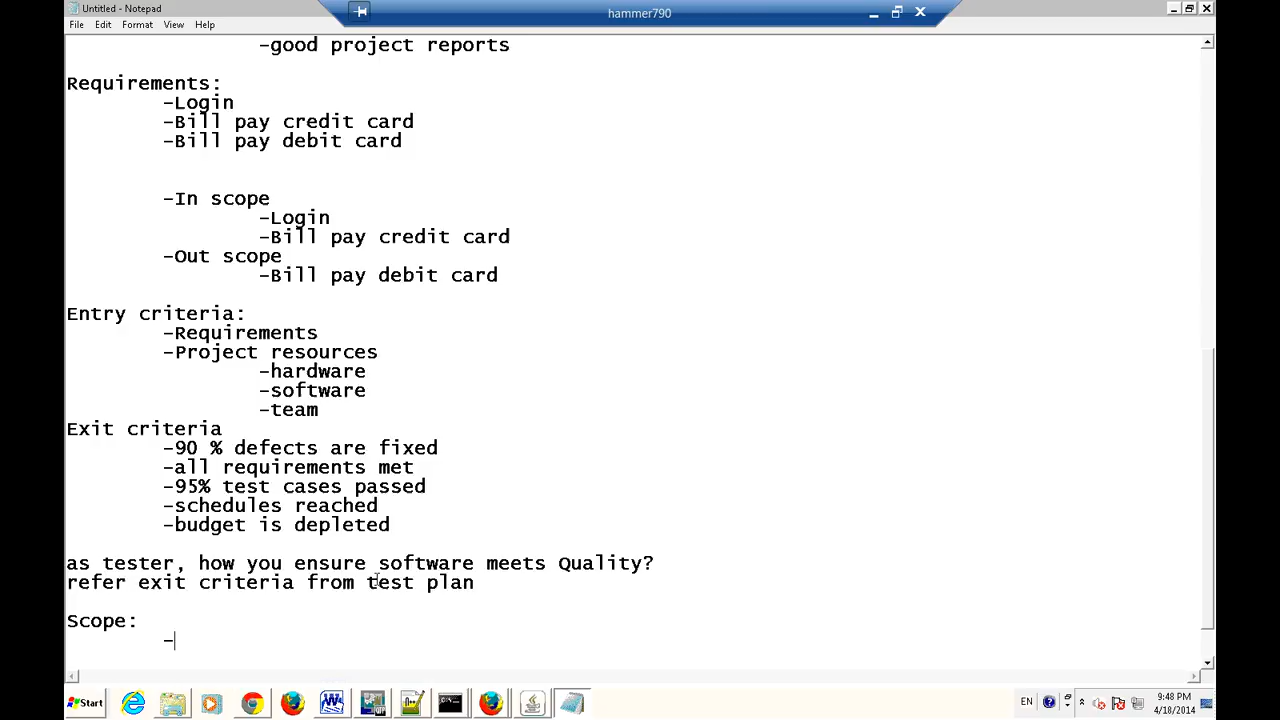 Untitled - Notepad
hammer790
File Edit Format View Help
-good project reports
Requirements:
-Login
-Bill pay credit card
-Bill pay debit card
-In scope
-Login
-Bill pay credit card
-Out scope
-Bill pay debit card
Entry criteria:
-Requirements
-Project resources
-hardware
-software
-team
Exit criteria
-90 % defects are fixed
-all requirements met
-95% test cases passed
-schedules reached
-budget is depleted
as tester, how you ensure software meets Quality?
refer exit criteria from test plan
Scope:
-
Start
EN
9:48 PM
4/18/2014